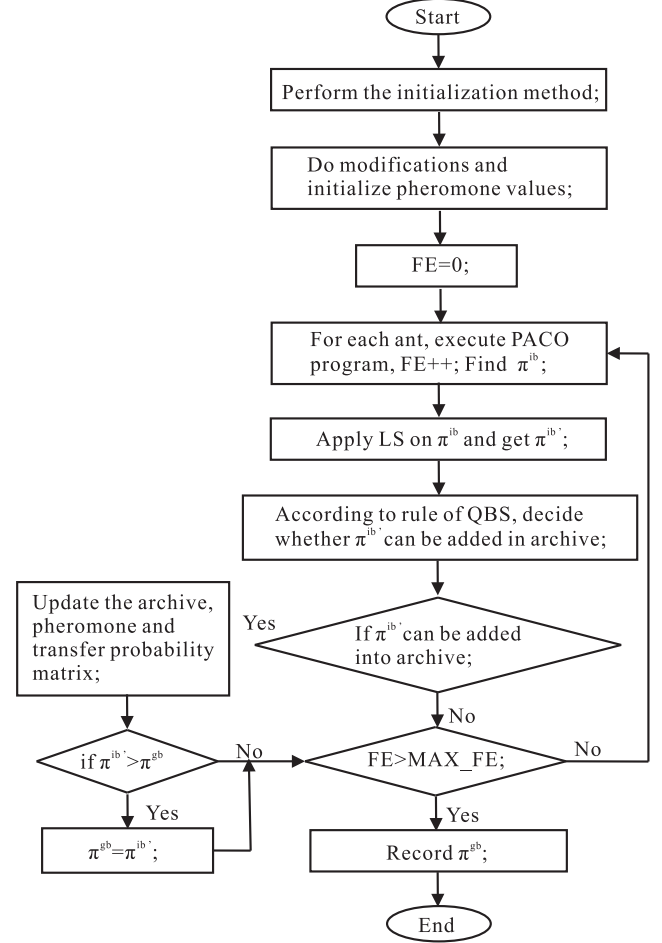 Start
Perform the initialization method;
Do modifications and
initialize pheromone values;
FE=0;
For each ant, execute PACO
program, FE++; Find π^ib;
Apply LS on π^ib and get π^ib';
According to rule of QBS, decide
whether π^ib' can be added in archive;
Yes
If π^ib' can be added
into archive;
Update the archive,
pheromone and
transfer probability
matrix;
No
if π^ib'>π^gb
No
FE>MAX_FE;
No
Yes
Yes
π^gb=π^ib';
Record π^gb;
End